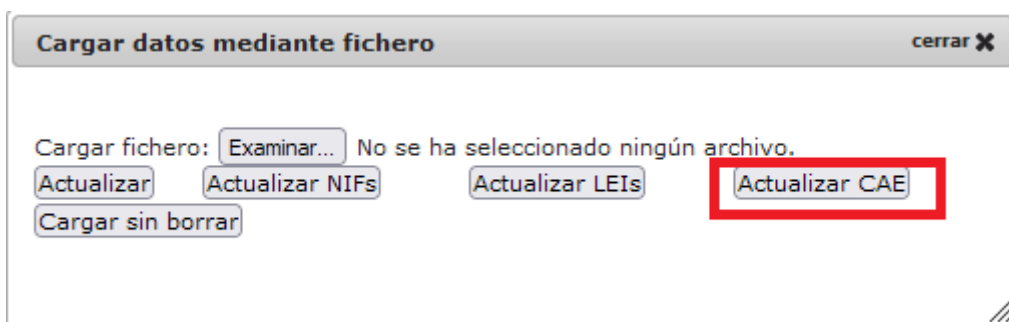 Cargar datos mediante fichero cerrar ✖
Cargar fichero: Examinar... No se ha seleccionado ningún archivo.
Actualizar Actualizar NIFs Actualizar LEIs Actualizar CAE
Cargar sin borrar